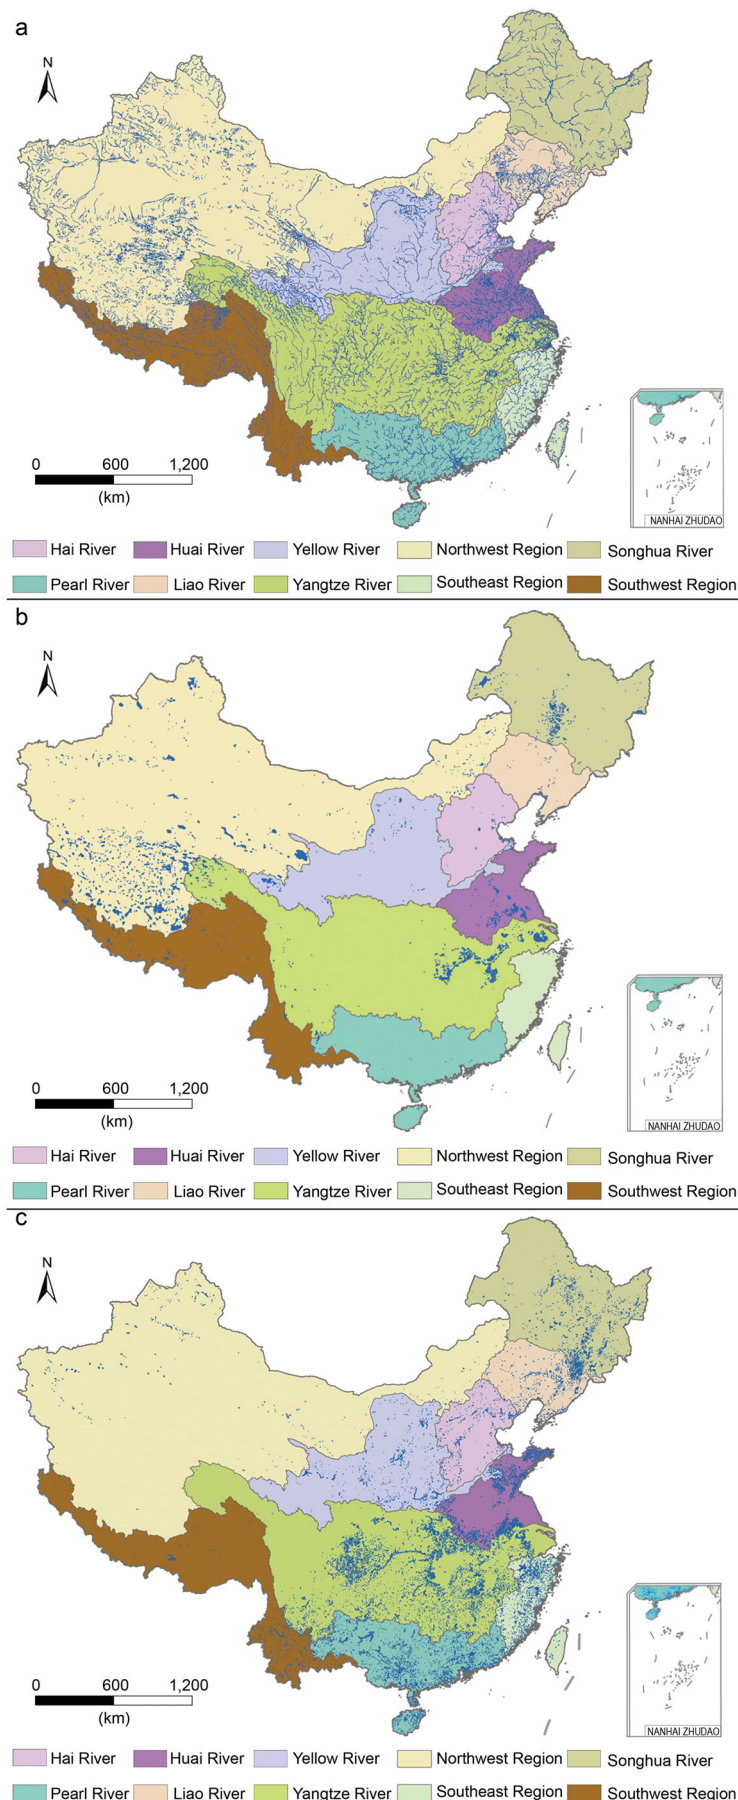 a
N
0 600 1,200
(km)
NANHAI ZHUDAO
Hai River Huai River Yellow River Northwest Region Songhua River
Pearl River Liao River Yangtze River Southeast Region Southwest Region
b
N
0 600 1,200
(km)
NANHAI ZHUDAO
Hai River Huai River Yellow River Northwest Region Songhua River
Pearl River Liao River Yangtze River Southeast Region Southwest Region
c
N
0 600 1,200
(km)
NANHAI ZHUDAO
Hai River Huai River Yellow River Northwest Region Songhua River
Pearl River Liao River Yangtze River Southeast Region Southwest Region